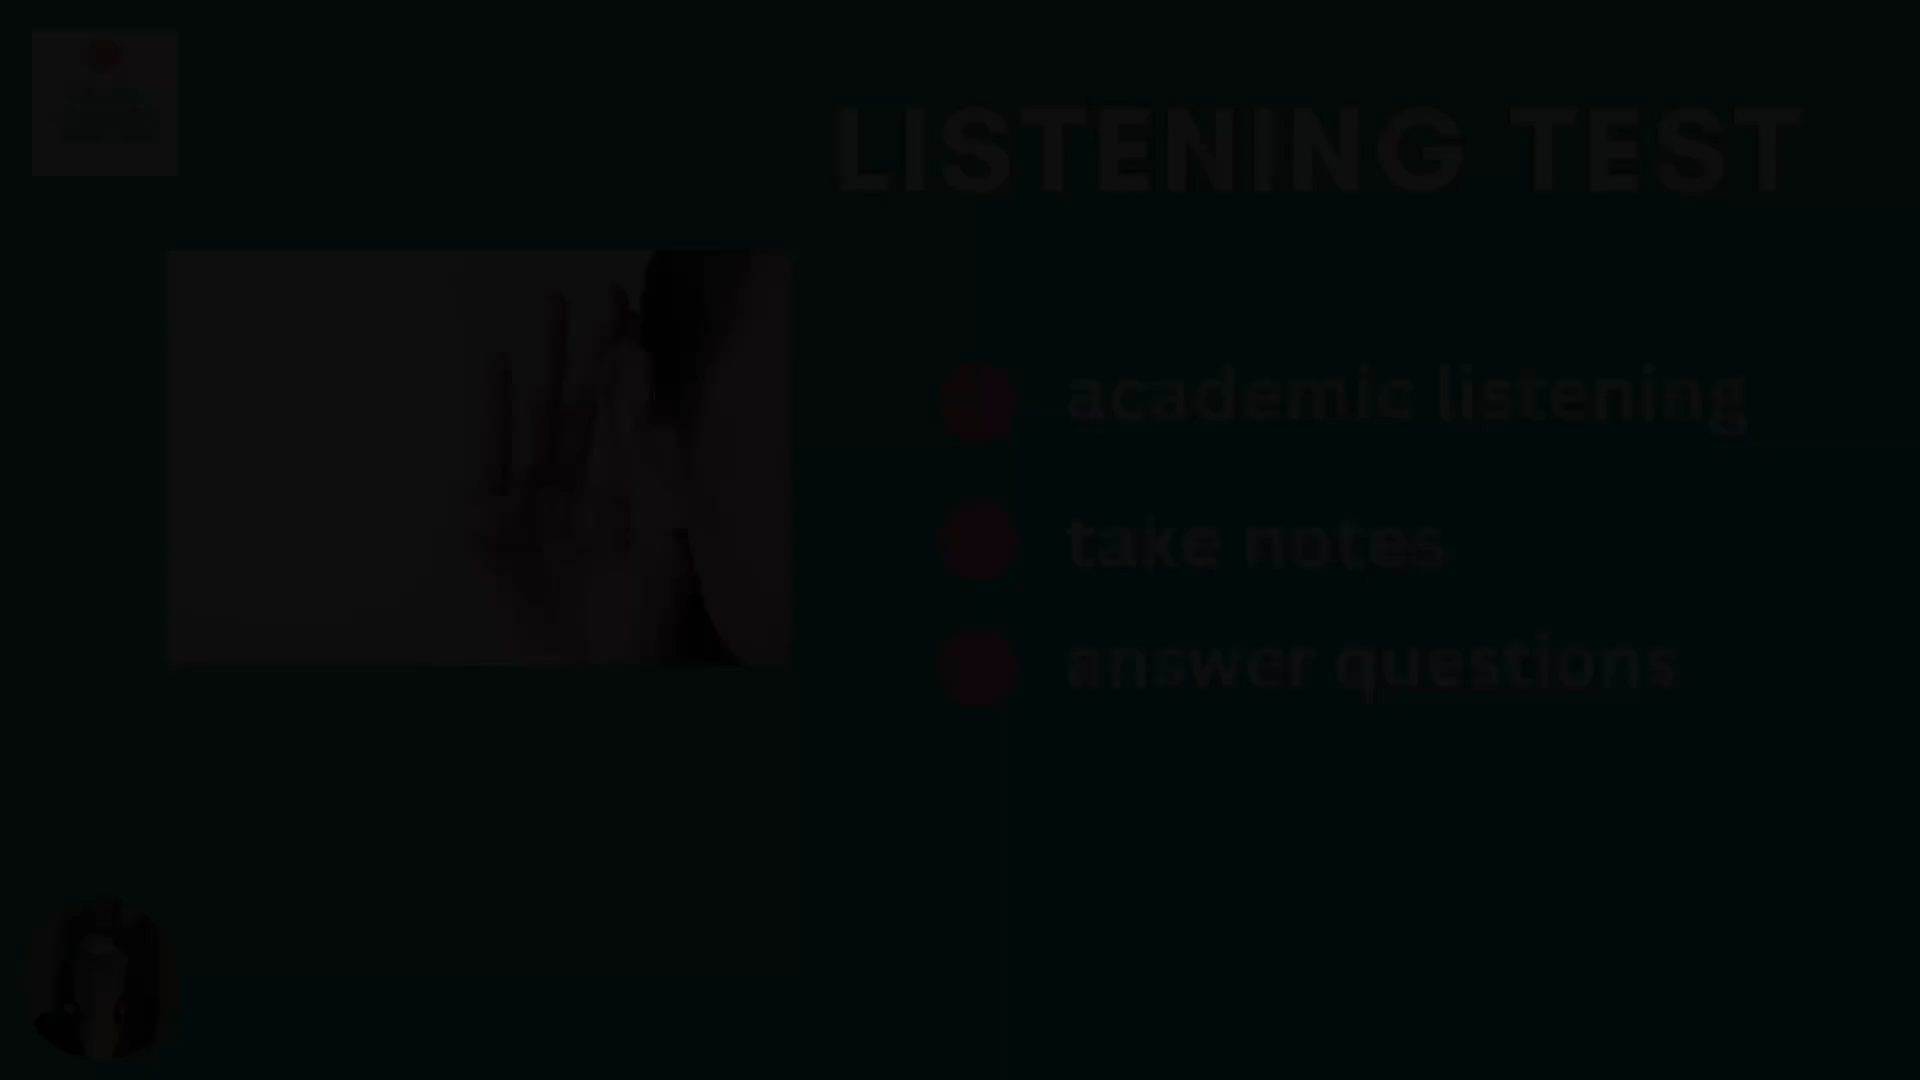 LISTENING TEST
academic listening
take notes
answer questions